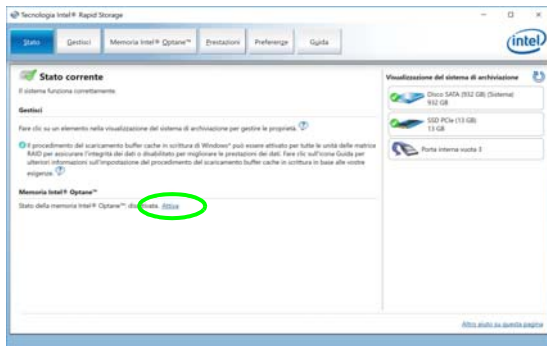 Tecnologia Intel® Rapid Storage
Stato
Gestisci
Memoria Intel® Optane™
Prestazioni
Preferenze
Guida
intel
Stato corrente
Il sistema funziona correttamente.
Gestisci
Fare clic su un elemento nella visualizzazione del sistema di archiviazione per gestire le proprietà.
Il procedimento del scaricamento buffer cache in scrittura di Windows* può essere attivato per tutte le unità delle matrice
RAID per assicurare l'integrità dei dati o disabilitato per migliorare le prestazioni dei dati. Fare clic sull'icona Guida per
ulteriori informazioni sull'impostazione del procedimento del scaricamento buffer cache in scrittura in base alle vostre
esigenze.
Memoria Intel® Optane™
Stato della memoria Intel® Optane™: disattivata. Attiva
Visualizzazione del sistema di archiviazione
Disco SATA (932 GB) (Sistema)
932 GB
SSD PCIe (13 GB)
13 GB
Porta interna vuota 3
Altro aiuto su questa pagina